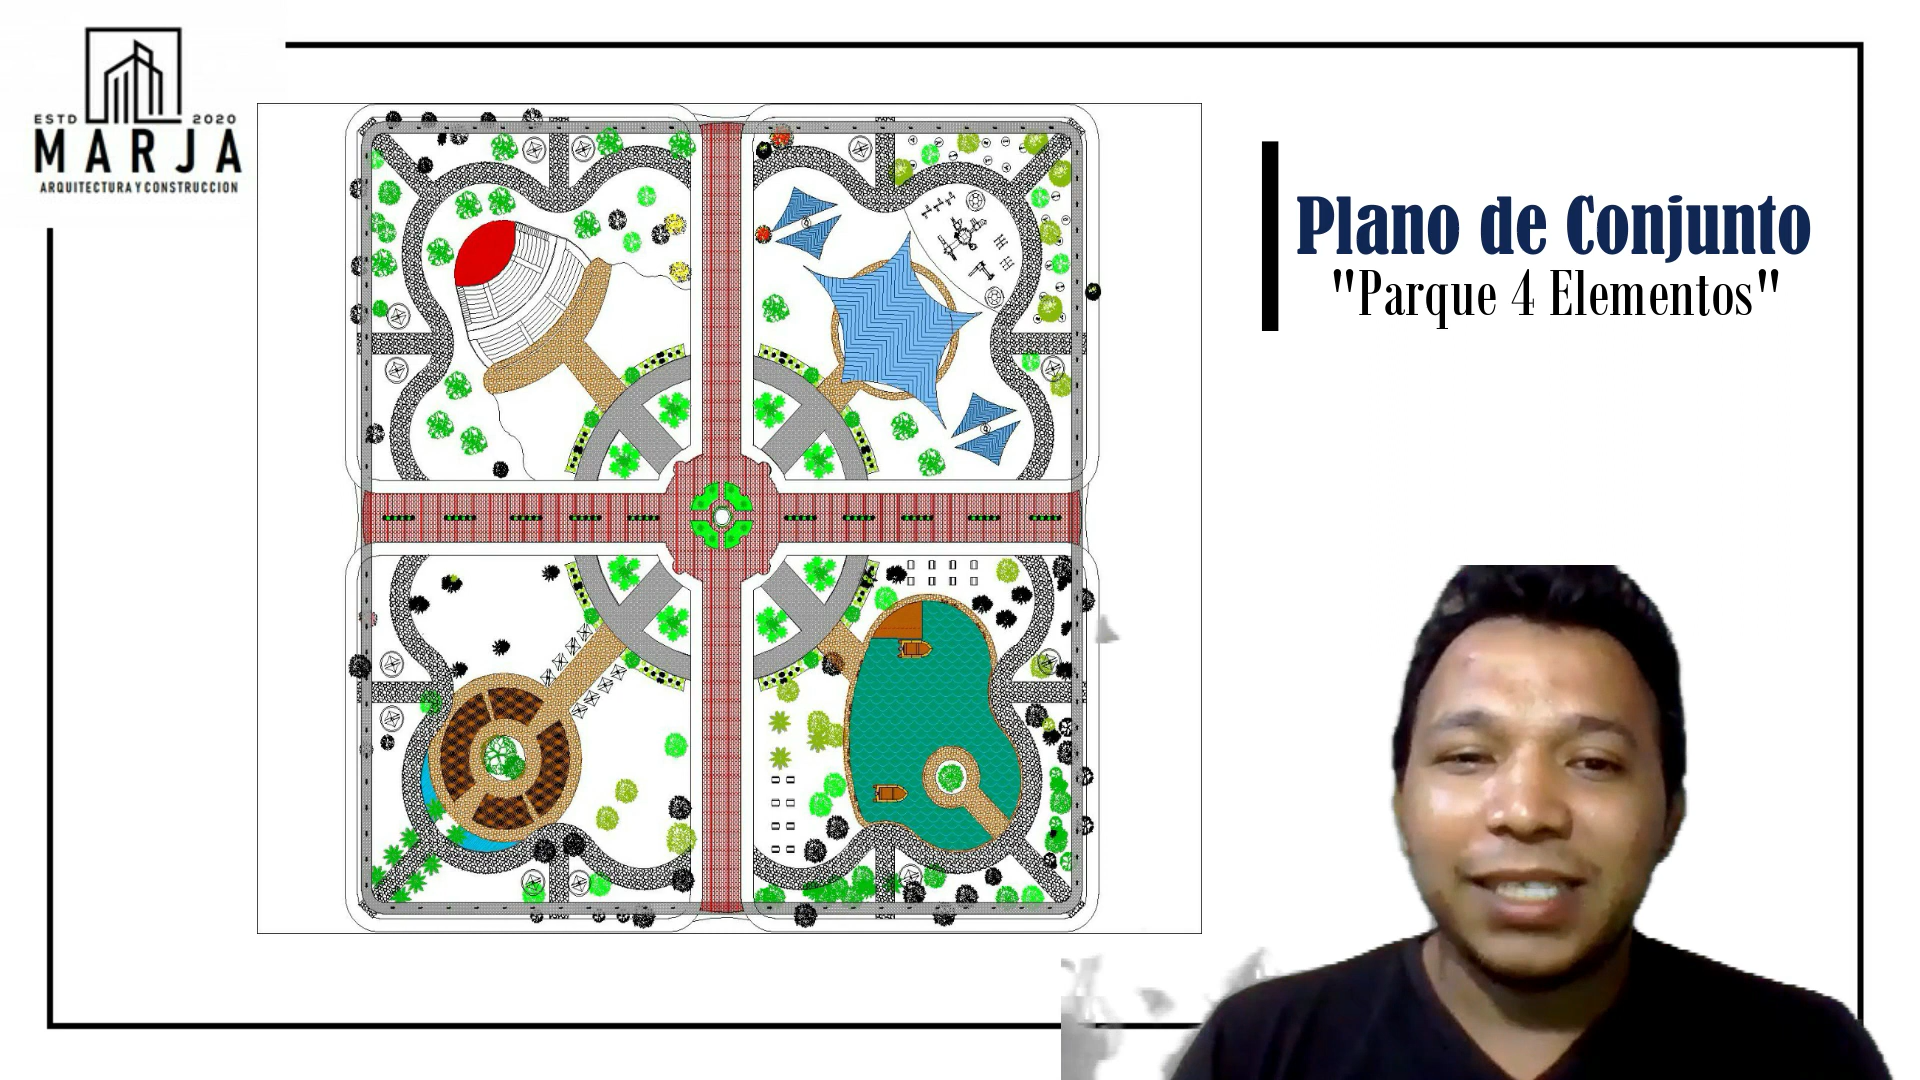 ESTD 2020
MARJA
ARQUITECTURA Y CONSTRUCCION
Plano de Conjunto
"Parque 4 Elementos"